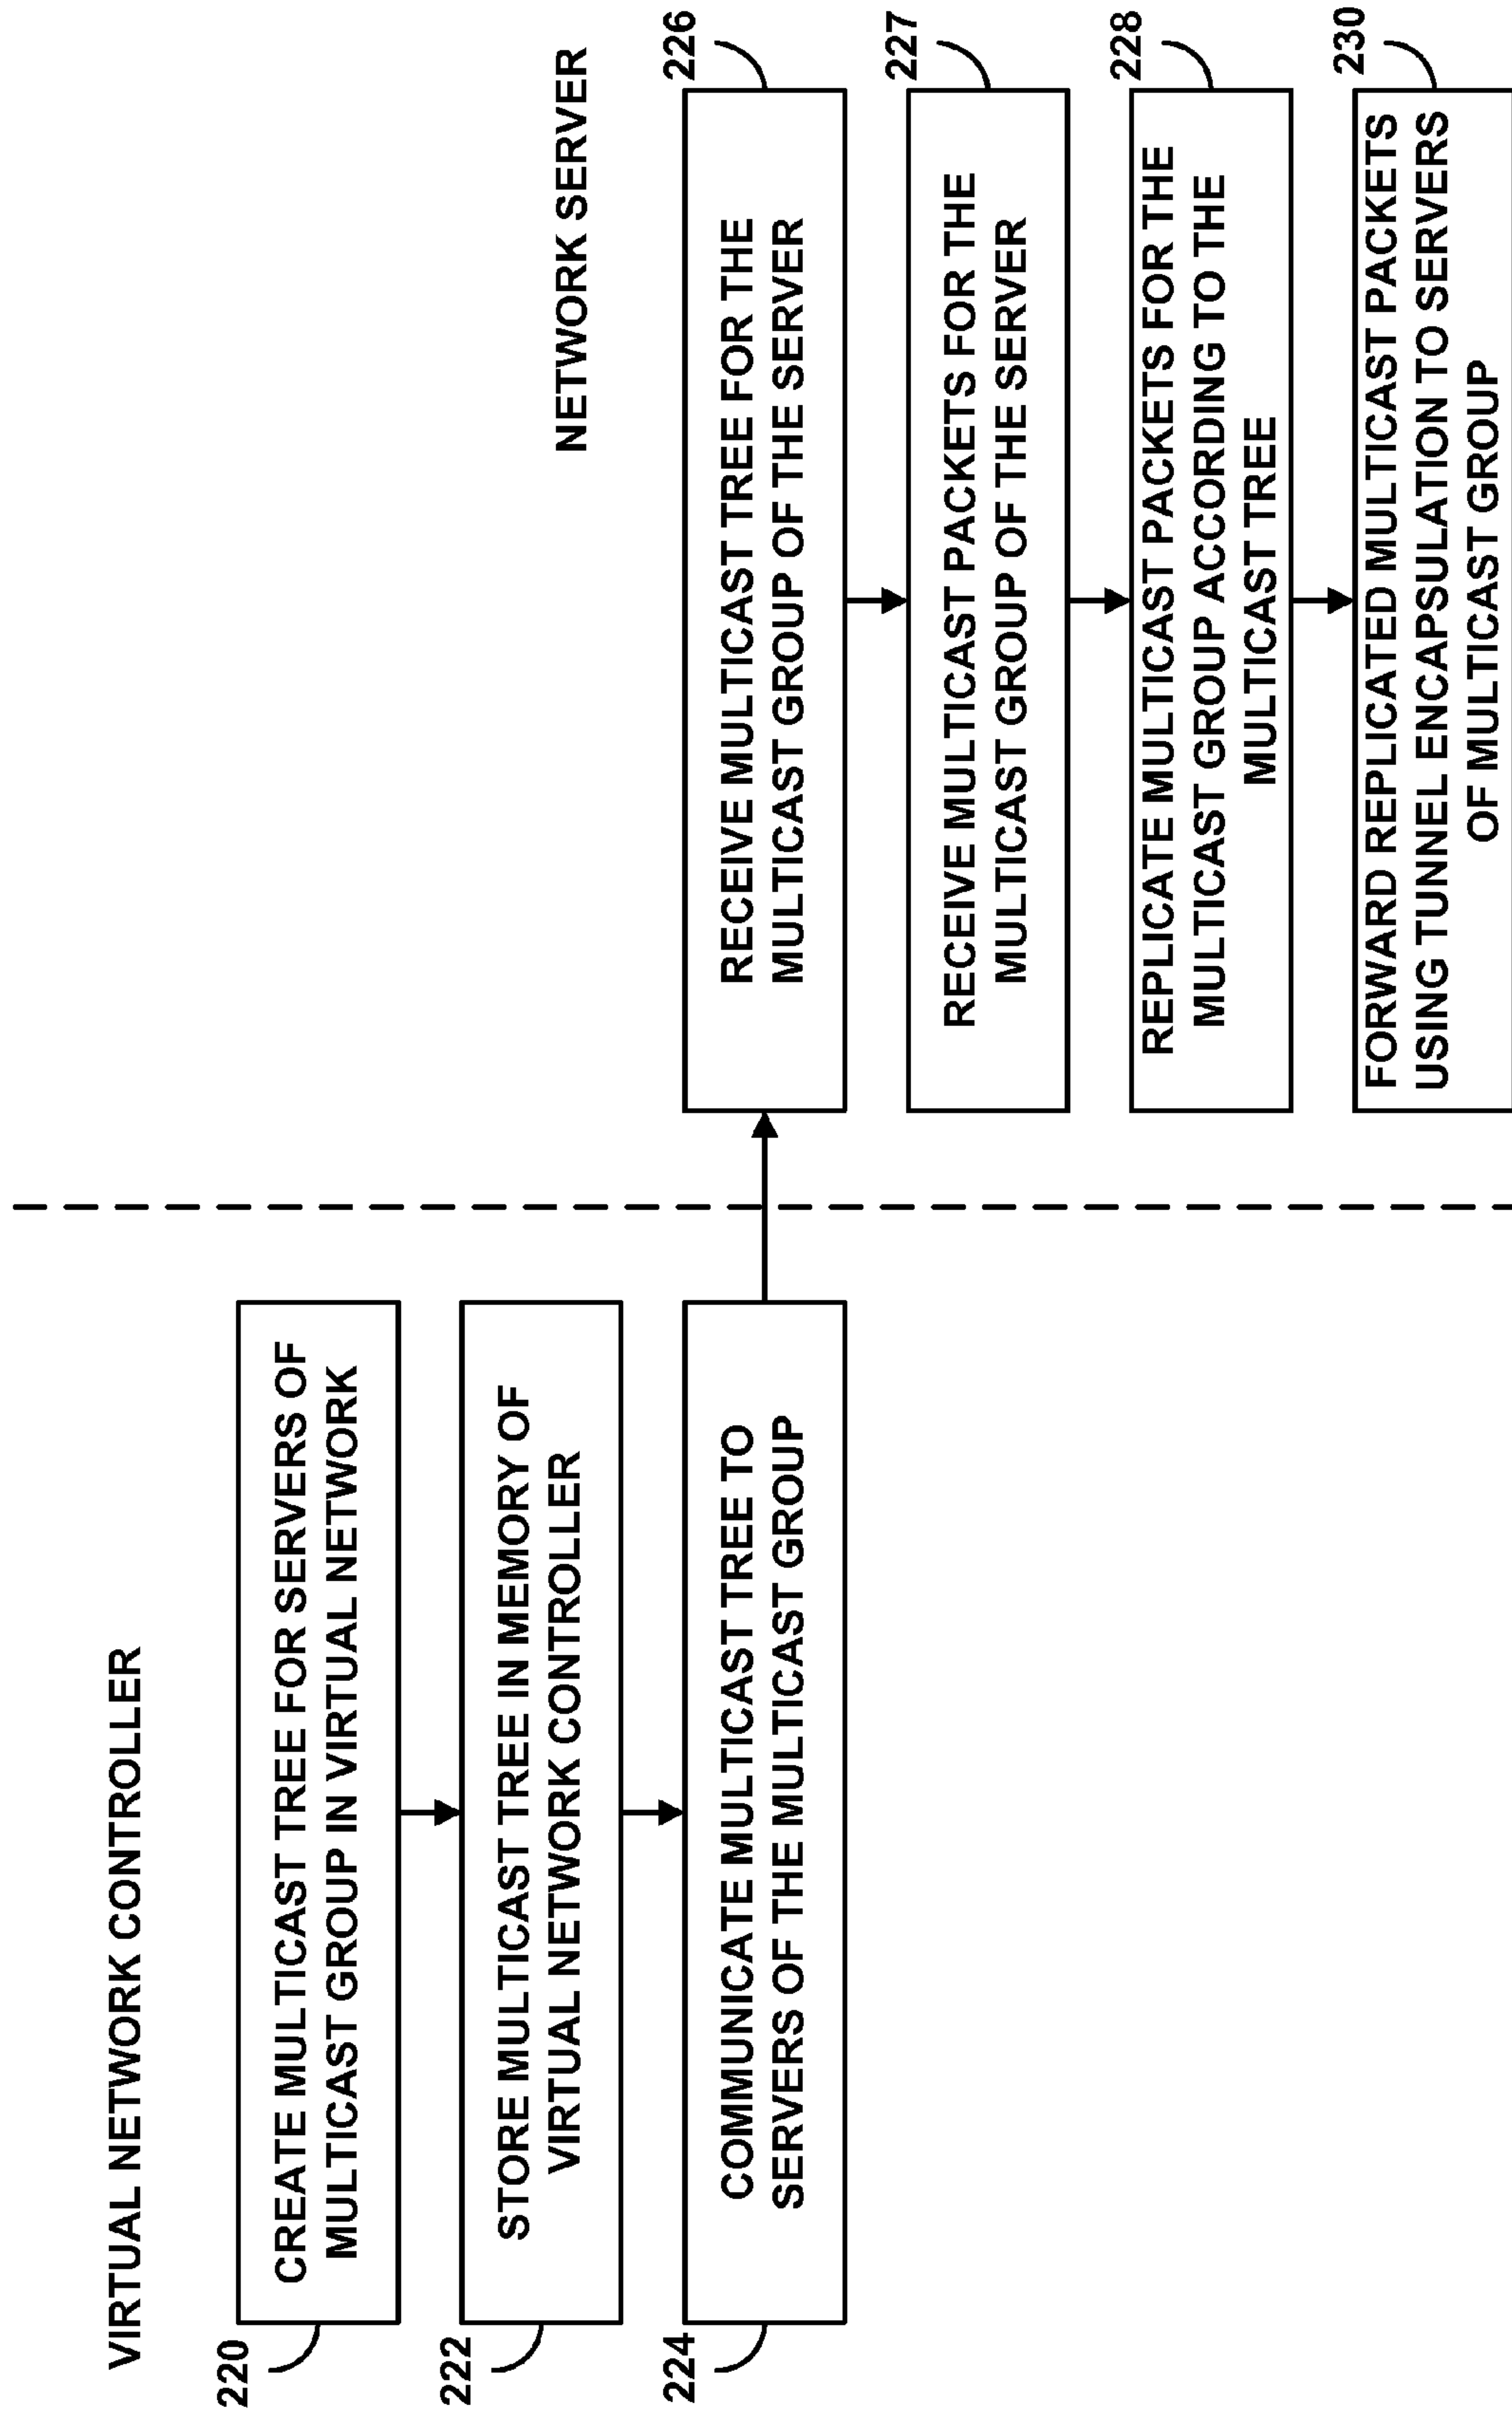 VIRTUAL NETWORK CONTROLLER
220
CREATE MULTICAST TREE FOR SERVERS OF
MULTICAST GROUP IN VIRTUAL NETWORK
222
STORE MULTICAST TREE IN MEMORY OF
VIRTUAL NETWORK CONTROLLER
224
COMMUNICATE MULTICAST TREE TO
SERVERS OF THE MULTICAST GROUP
NETWORK SERVER
226
RECEIVE MULTICAST TREE FOR THE
MULTICAST GROUP OF THE SERVER
227
RECEIVE MULTICAST PACKETS FOR THE
MULTICAST GROUP OF THE SERVER
228
REPLICATE MULTICAST PACKETS FOR THE
MULTICAST GROUP ACCORDING TO THE
MULTICAST TREE
230
FORWARD REPLICATED MULTICAST PACKETS
USING TUNNEL ENCAPSULATION TO SERVERS
OF MULTICAST GROUP